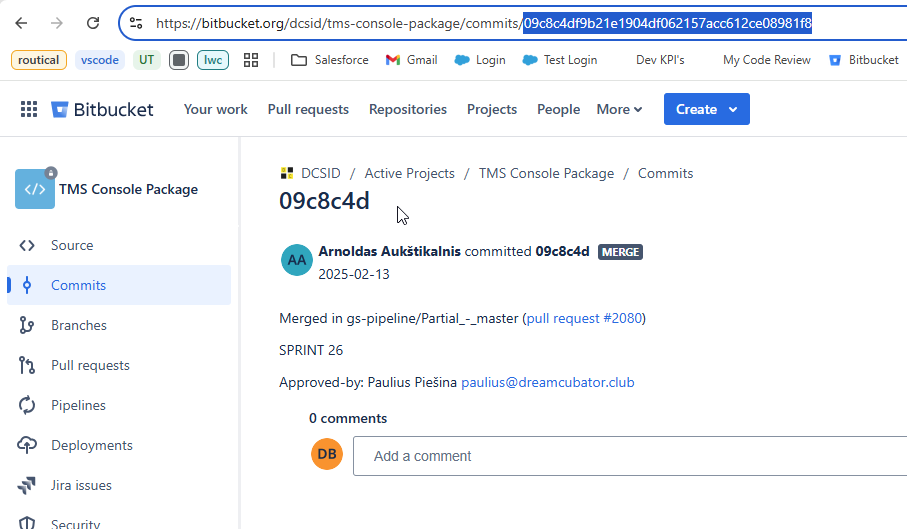 https://bitbucket.org/dcsid/tms-console-package/commits/09c8c4df9b21e1904df062157acc612ce08981f8
routical vscode UT lwc Salesforce Gmail Login Test Login Dev KPI's My Code Review Bitbucket
Bitbucket Your work Pull requests Repositories Projects People More Create
</> TMS Console Package
Source
Commits
Branches
Pull requests
Pipelines
Deployments
Jira issues
Security
DCSID / Active Projects / TMS Console Package / Commits
09c8c4d
AA Arnoldas Aukštikalnis committed 09c8c4d MERGE
2025-02-13
Merged in gs-pipeline/Partial_-_master (pull request #2080)
SPRINT 26
Approved-by: Paulius Piešina paulius@dreamcubator.club
0 comments
DB Add a comment